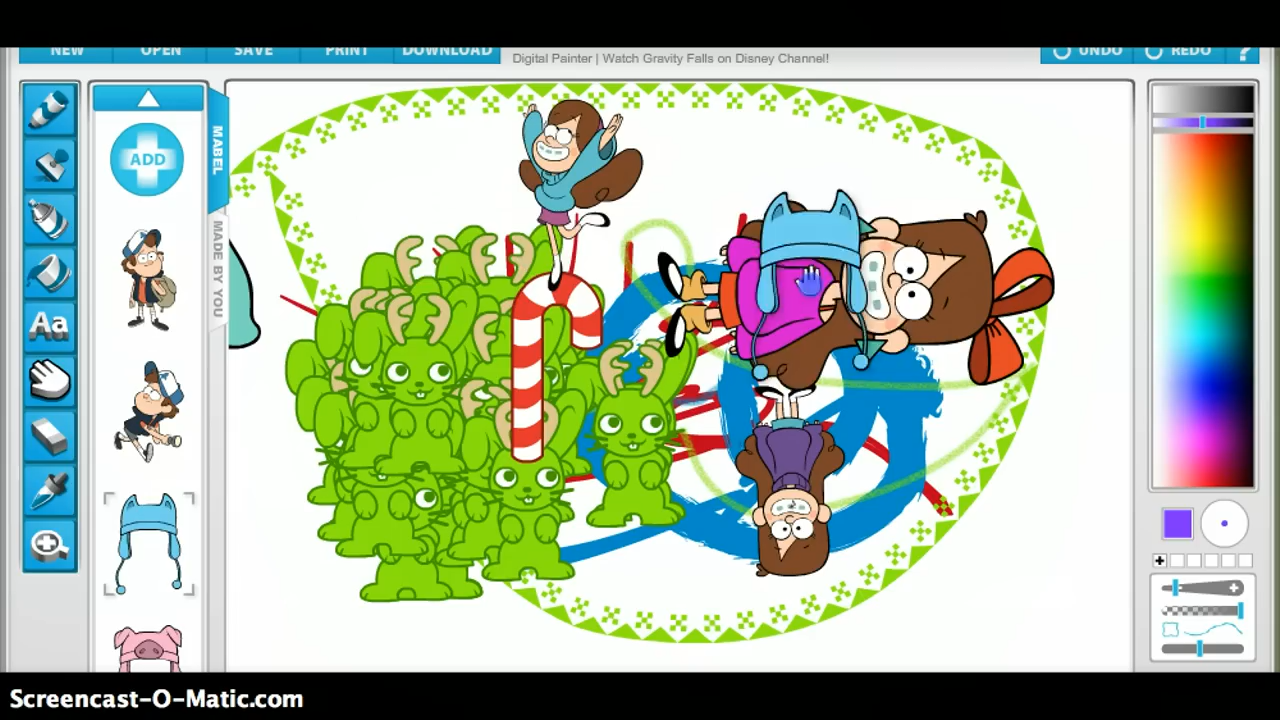 NEW OPEN SAVE PRINT DOWNLOAD
Digital Painter | Watch Gravity Falls on Disney Channel!
UNDO REDO ?
ADD
MABEL
MADE BY YOU
Aa
Screencast-O-Matic.com